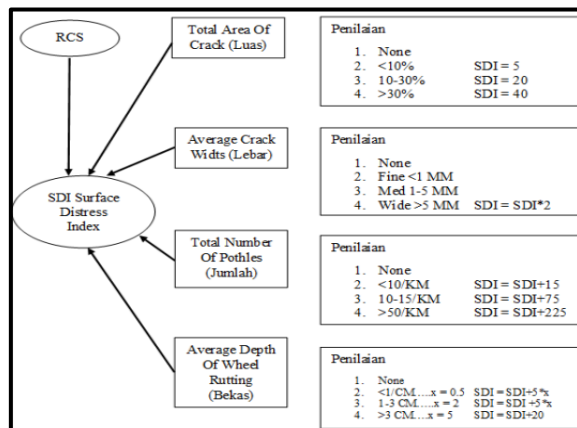 RCS
Total Area Of
Crack (Luas)
Penilaian
1. None
2. <10% SDI = 5
3. 10-30% SDI = 20
4. >30% SDI = 40
Average Crack
Widts (Lebar)
Penilaian
1. None
2. Fine <1 MM
3. Med 1-5 MM
4. Wide >5 MM SDI = SDI*2
SDI Surface
Distress
Index
Total Number
Of Pothles
(Jumlah)
Penilaian
1. None
2. <10/KM SDI = SDI+15
3. 10-15/KM SDI = SDI+75
4. >50/KM SDI = SDI+225
Average Depth
Of Wheel
Rutting
(Bekas)
Penilaian
1. None
2. <1/CM....x = 0.5 SDI = SDI+5*x
3. 1-3 CM....x = 2 SDI = SDI +5*x
4. >3 CM....x = 5 SDI = SDI+20